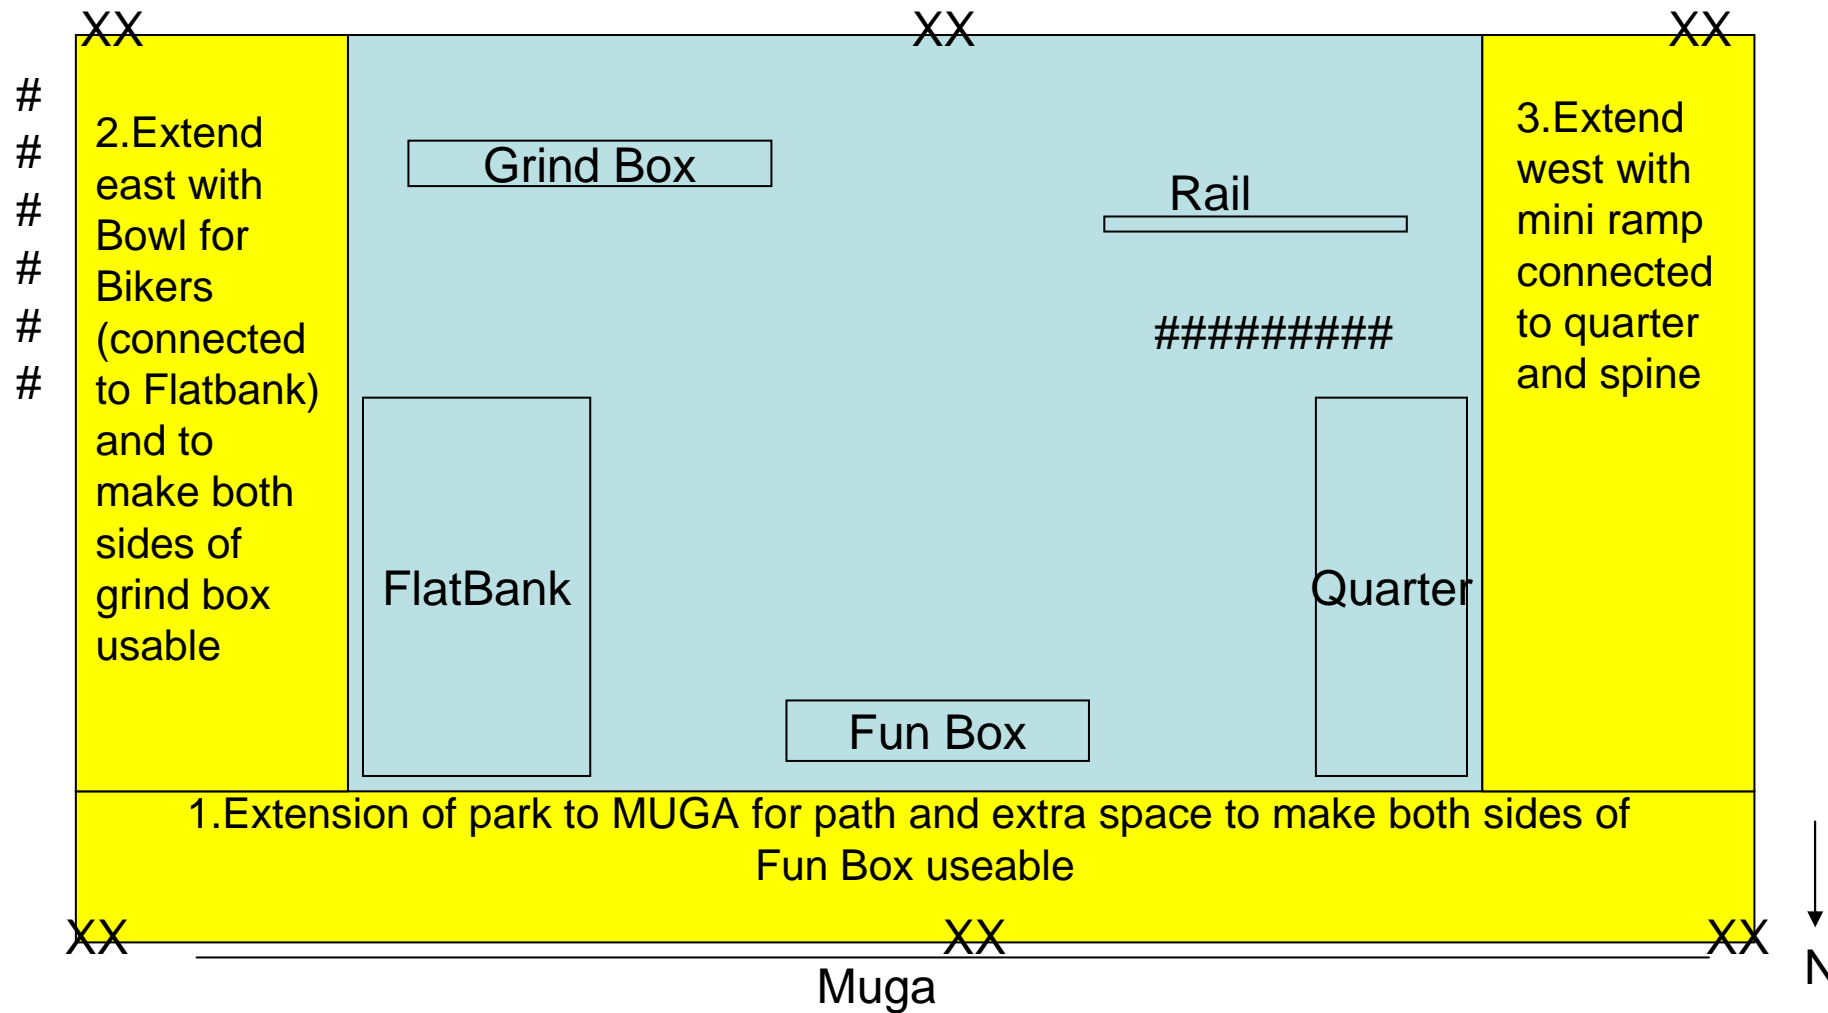 XX
XX
XX
#
#
#
#
#
#
2.Extend
east with
Bowl for
Bikers
(connected
to Flatbank)
and to
make both
sides of
grind box
usable
Grind Box
Rail
#########
3.Extend
west with
mini ramp
connected
to quarter
and spine
FlatBank
Quarter
Fun Box
1.Extension of park to MUGA for path and extra space to make both sides of
Fun Box useable
XX
XX
XX
N
Muga